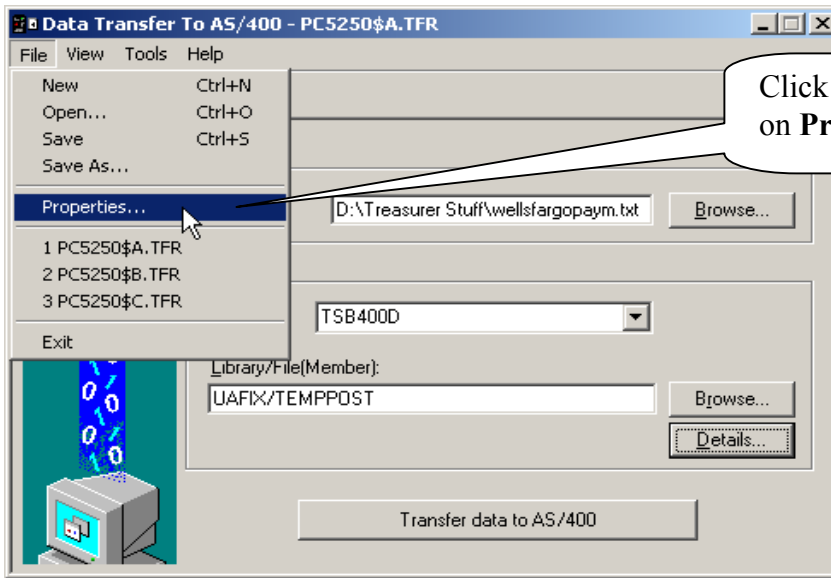 Data Transfer To AS/400 - PC5250$A.TFR
File View Tools Help
New Ctrl+N
Open... Ctrl+O
Save Ctrl+S
Save As...
Properties...
1 PC5250$A.TFR
2 PC5250$B.TFR
3 PC5250$C.TFR
Exit
Click
on
D:\Treasurer Stuff\wellsfargopaym.txt Browse...
TSB400D
Library/File(Member):
UAFIX/TEMPPOST Browse...
Details...
Transfer data to AS/400